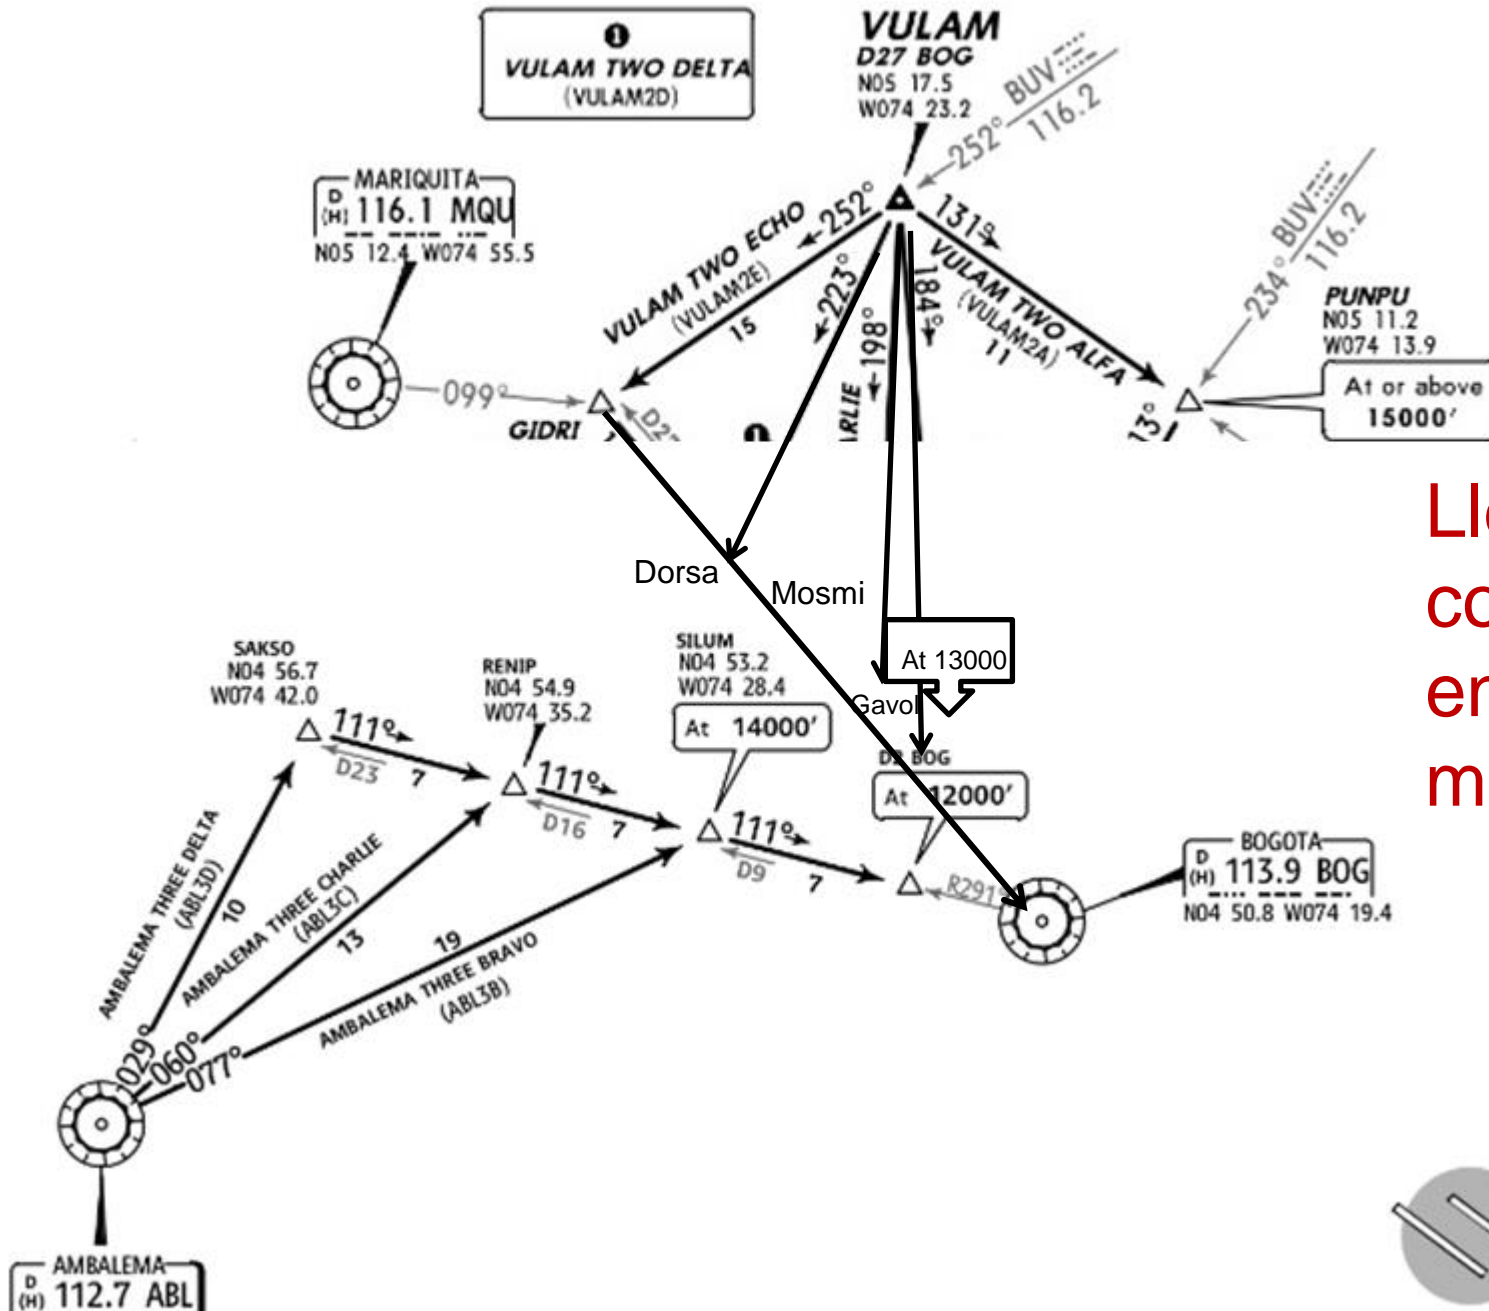 VULAM TWO DELTA
(VULAM2D)
VULAM
D27 BOG
N05 17.5
W074 23.2
252° BUV
116.2
MARIQUITA
D
(H) 116.1 MQU
N05 12.4 W074 55.5
252°
VULAM TWO ECHO
(VULAM2E)
15
223°
198°
184°
131°
VULAM TWO ALFA
(VULAM2A)
11
234° BUV
116.2
PUNPU
N05 11.2
W074 13.9
At or above
15000'
099°
GIDRI
13°
Dorsa
Mosmi
At 13000
Gavol
SAKSO
N04 56.7
W074 42.0
RENIP
N04 54.9
W074 35.2
SILUM
N04 53.2
W074 28.4
At 14000'
111°
D23 7
111°
D16 7
111°
D9 7
BOG
At 12000'
R291°
BOGOTA
D
(H) 113.9 BOG
N04 50.8 W074 19.4
AMBALEMA THREE DELTA
(ABL3D)
10
AMBALEMA THREE CHARLIE
(ABL3C)
13
19
AMBALEMA THREE BRAVO
(ABL3B)
029°
060°
077°
AMBALEMA
D
(H) 112.7 ABL